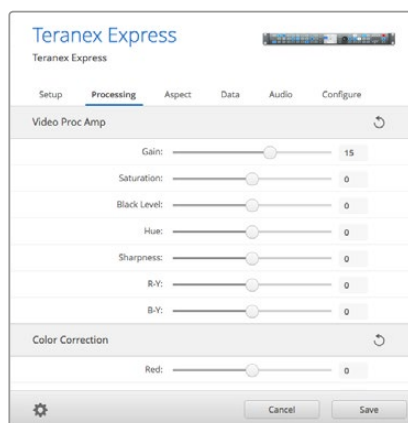 Teranex Express
Teranex Express
Setup Processing Aspect Data Audio Configure
Video Proc Amp
Gain: 15
Saturation: 0
Black Level: 0
Hue: 0
Sharpness: 0
R-Y: 0
B-Y: 0
Color Correction
Red: 0
Cancel Save